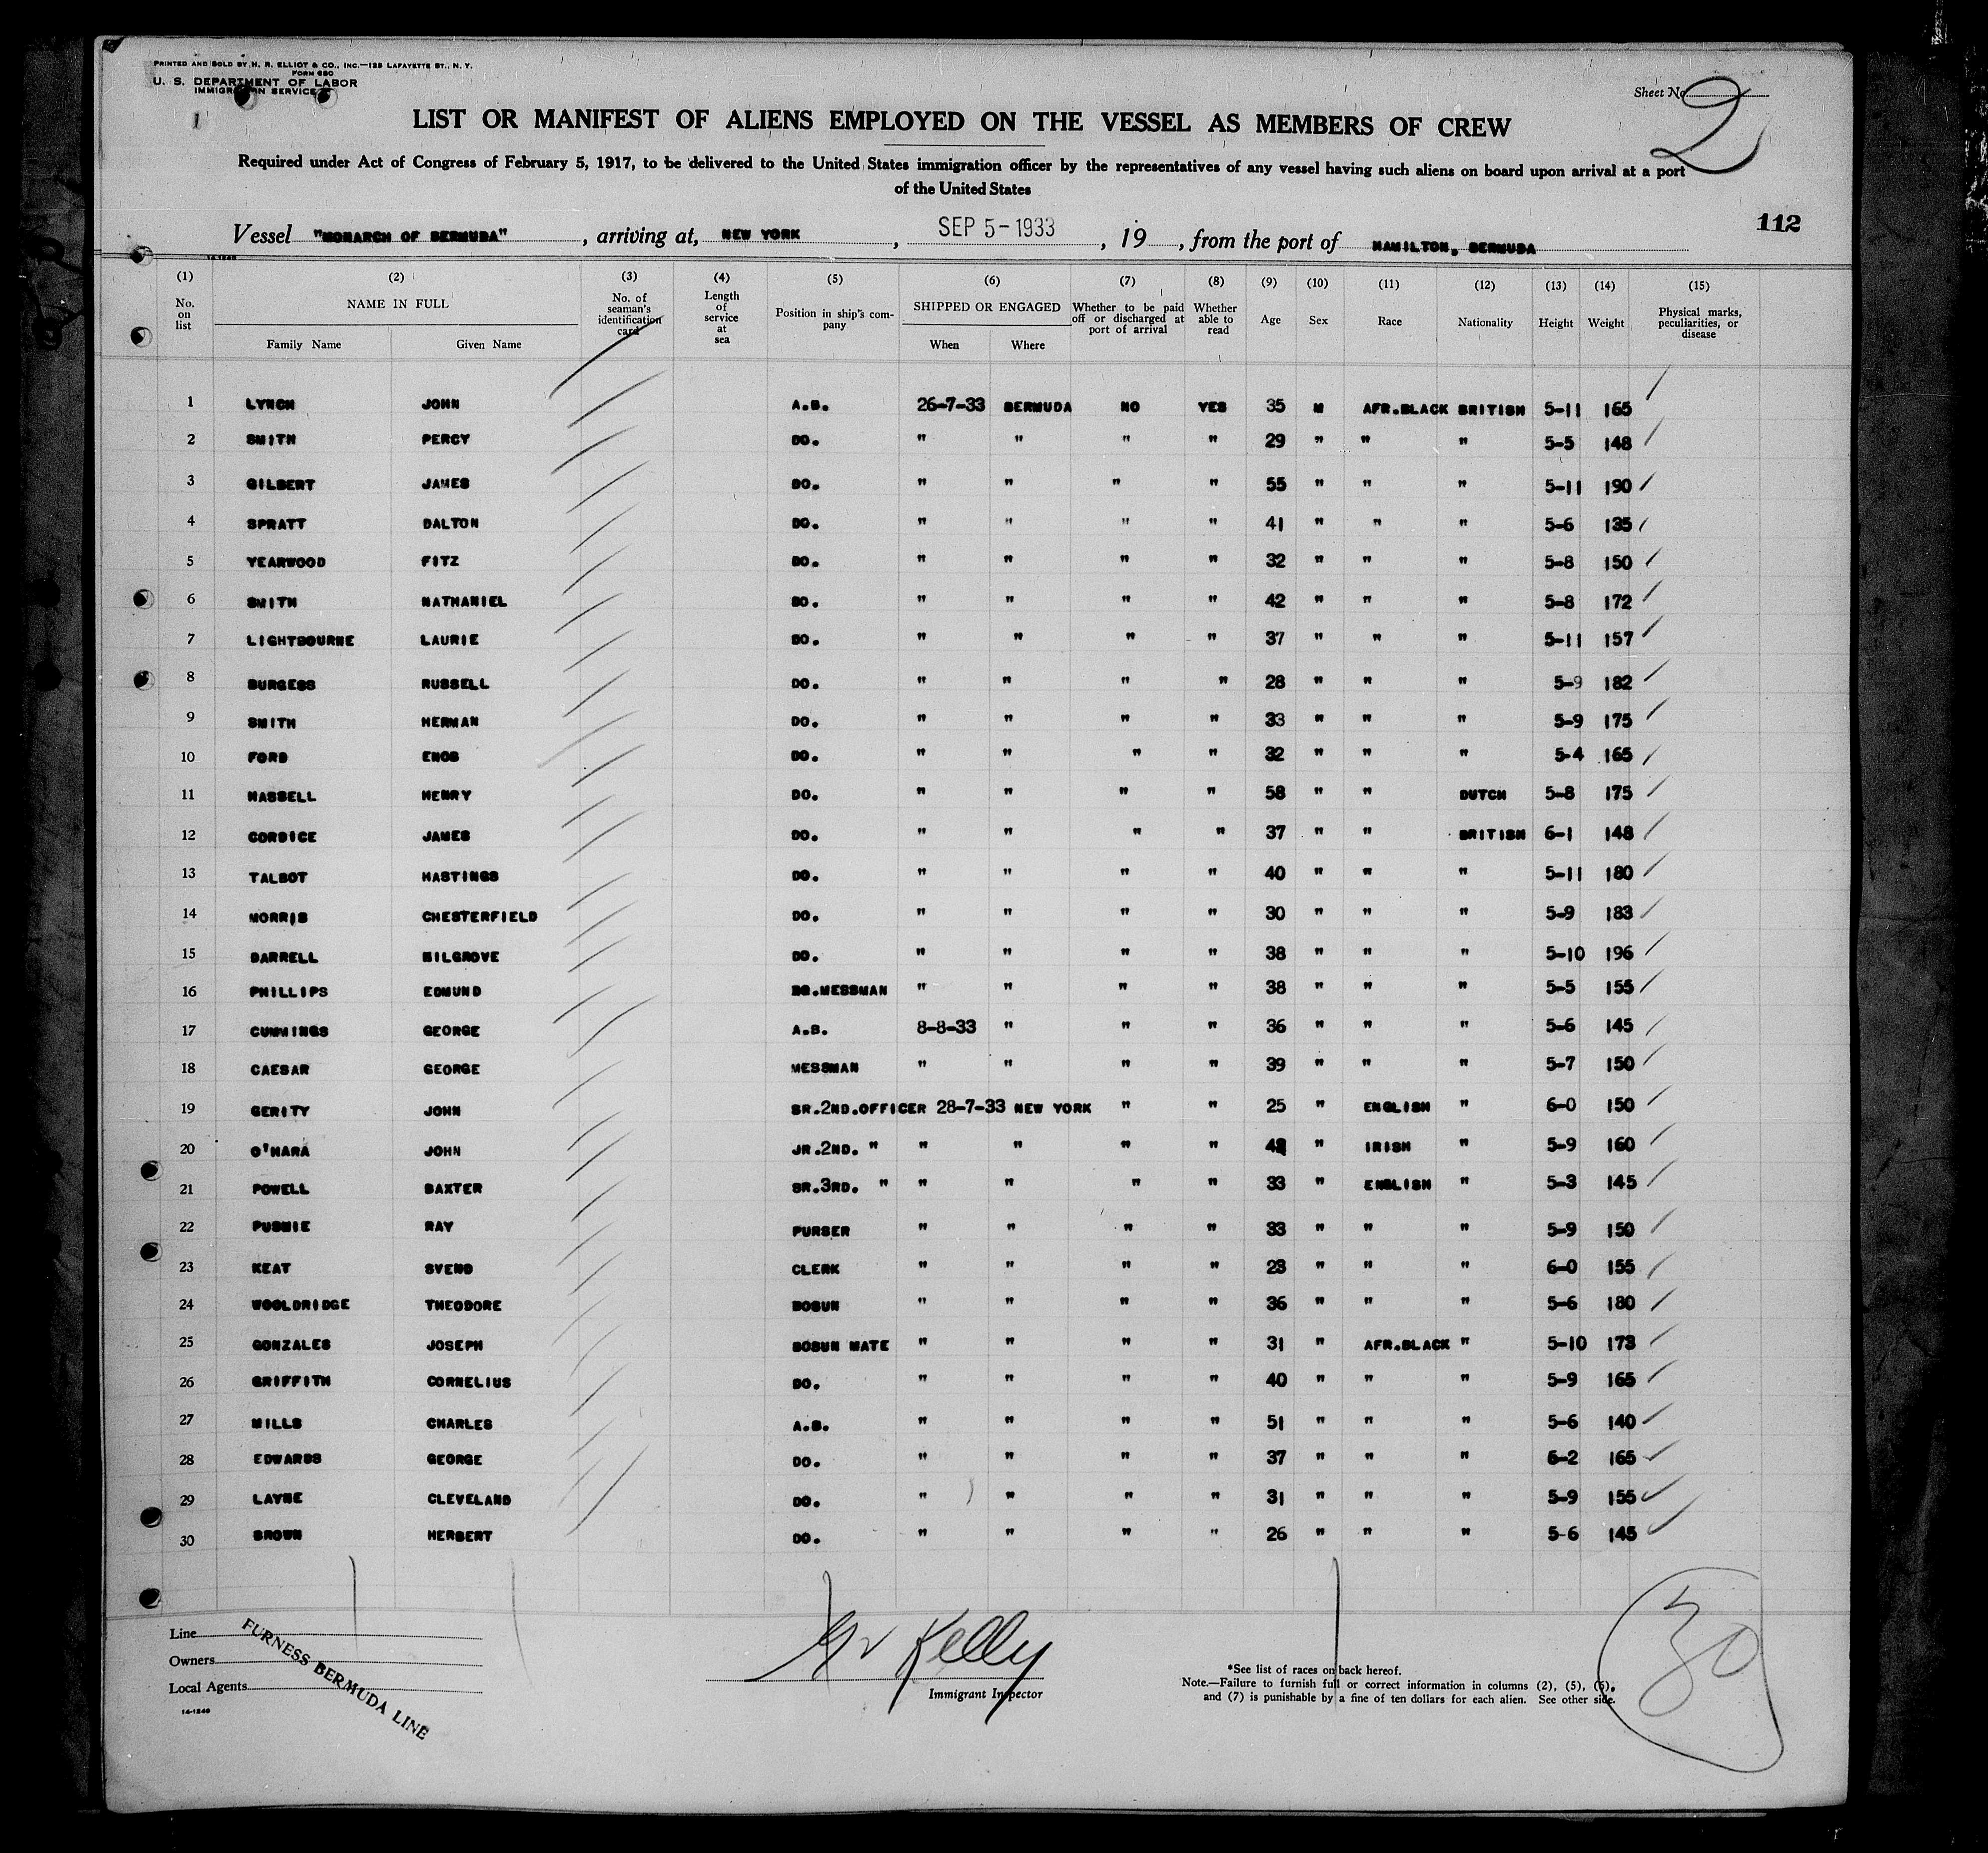 PRINTED AND SOLD BY H. R. ELLIOT & CO., INC.—129 LAFAYETTE ST., N. Y.
FORM 680
U. S. DEPARTMENT OF LABOR
IMMIGRATION SERVICE
Sheet No. 2
LIST OR MANIFEST OF ALIENS EMPLOYED ON THE VESSEL AS MEMBERS OF CREW
Required under Act of Congress of February 5, 1917, to be delivered to the United States immigration officer by the representatives of any vessel having such aliens on board upon arrival at a port
of the United States
112
Vessel "MONARCH OF BERMUDA", arriving at, NEW YORK, SEP 5-1933, 19, from the port of HAMILTON, BERMUDA
14-1240
(1) (2) (3) (4) (5) (6) (7) (8) (9) (10) (11) (12) (13) (14) (15)
No. on list NAME IN FULL Family Name Given Name No. of seaman's identification card Length of service at sea Position in ship's company SHIPPED OR ENGAGED When Where Whether to be paid off or discharged at port of arrival Whether able to read Age Sex Race Nationality Height Weight Physical marks, peculiarities, or disease
1 LYNCH JOHN A.B. 26-7-33 BERMUDA NO YES 35 M AFR.BLACK BRITISH 5-11 165
2 SMITH PERCY DO. " " " " 29 " " " 5-5 148
3 GILBERT JAMES DO. " " " " 55 " " " 5-11 190
4 SPRATT DALTON DO. " " " " 41 " " " 5-6 135
5 YEARWOOD FITZ DO. " " " " 32 " " " 5-8 150
6 SMITH NATHANIEL DO. " " " " 42 " " " 5-8 172
7 LIGHTBOURNE LAURIE DO. " " " " 37 " " " 5-11 157
8 BURGESS RUSSELL DO. " " " " 28 " " " 5-9 182
9 SMITH HERMAN DO. " " " " 33 " " " 5-9 175
10 FORD ENOS DO. " " " " 32 " " " 5-4 165
11 HASSELL HENRY DO. " " " " 58 " " DUTCH 5-8 175
12 CORDICE JAMES DO. " " " " 37 " " BRITISH 6-1 148
13 TALBOT HASTINGS DO. " " " " 40 " " " 5-11 180
14 MORRIS CHESTERFIELD DO. " " " " 30 " " " 5-9 183
15 DARRELL HILGROVE DO. " " " " 38 " " " 5-10 196
16 PHILLIPS EDMUND MESSMAN " " " " 38 " " " 5-5 155
17 CUMMINGS GEORGE A.B. 8-8-33 " " " 36 " " " 5-6 145
18 CAESAR GEORGE MESSMAN " " " " 39 " " " 5-7 150
19 GERITY JOHN SR.2ND.OFFICER 28-7-33 NEW YORK " " 25 " ENGLISH " 6-0 150
20 O'HARA JOHN JR.2ND. " " " " " " IRISH " 5-9 160
21 POWELL BAXTER SR.3RD. " " " " " 33 " ENGLISH " 5-3 145
22 PUSHIE RAY PURSER " " " " 33 " " " 5-9 150
23 KEAT SVEND CLERK " " " " 23 " " " 6-0 155
24 WOOLDRIDGE THEODORE BOSUN " " " " 36 " " " 5-6 180
25 GONZALES JOSEPH BOSUN MATE " " " " 31 " AFR.BLACK " 5-10 173
26 GRIFFITH CORNELIUS DO. " " " " 40 " " " 5-9 165
27 MILLS CHARLES A.B. " " " " 51 " " " 5-6 140
28 EDWARDS GEORGE DO. " " " " 37 " " " 6-2 165
29 LAYNE CLEVELAND DO. " " " " 31 " " " 5-9 155
30 BROWN HERBERT DO. " " " " 26 " " " 5-6 145
Line
Owners
Local Agents
FURNESS BERMUDA LINE
14-1240
Kelly
Immigrant Inspector
*See list of races on back hereof.
Note.—Failure to furnish full or correct information in columns (2), (5), (6),
and (7) is punishable by a fine of ten dollars for each alien. See other side.
30